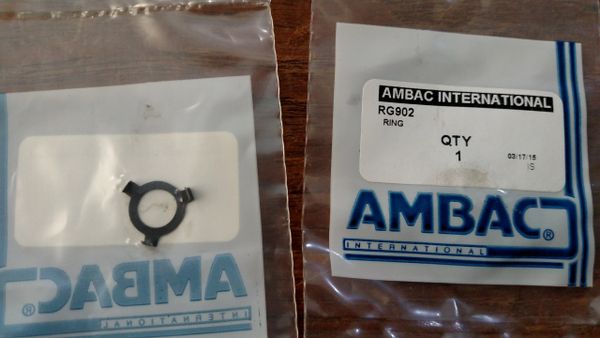 AMBAC
INTERNATIONAL
AMBAC INTERNATIONAL
RG902
RING
QTY
1
03/17/15
IS
AMBAC®
INTERNATIONAL